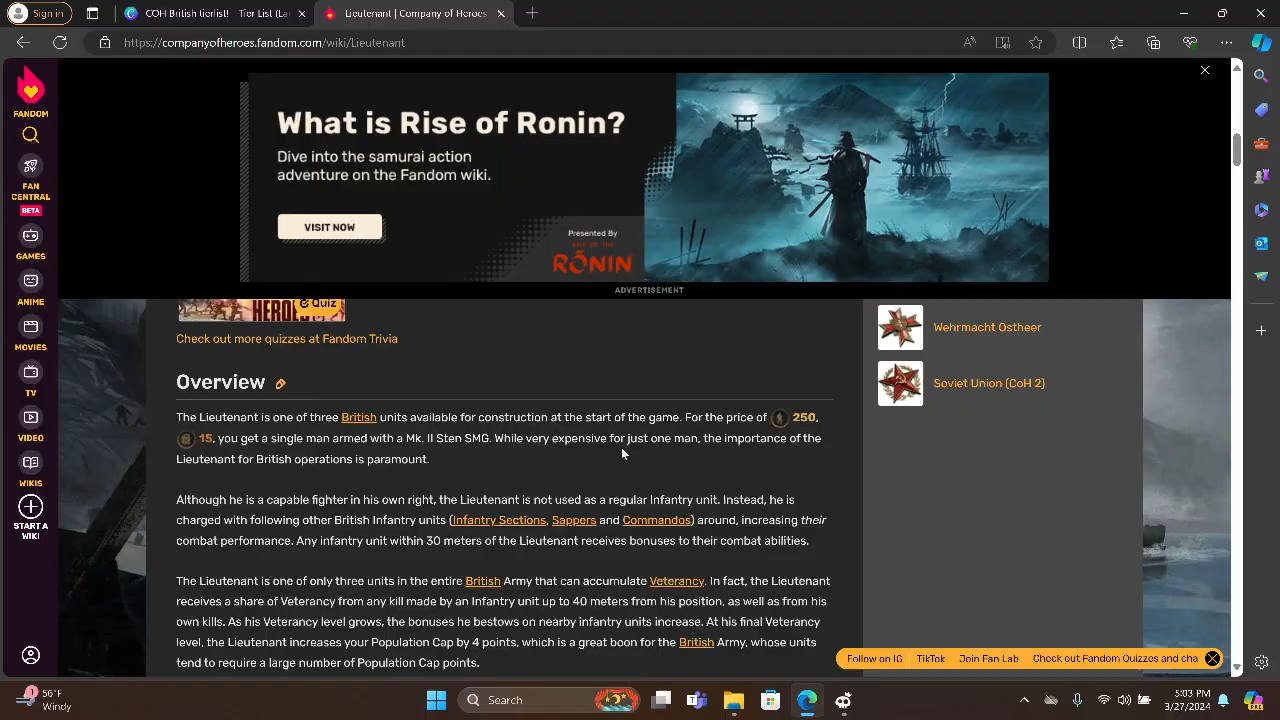 Sign in
COH British tierlist! Tier List (La
Lieutenant | Company of Heroes
https://companyofheroes.fandom.com/wiki/Lieutenant
FANDOM
FAN
CENTRAL
BETA
GAMES
ANIME
MOVIES
TV
VIDEO
WIKIS
START A
WIKI
What is Rise of Ronin?
Dive into the samurai action
adventure on the Fandom wiki.
VISIT NOW
Presented By
RISE OF THE
RŌNIN
ADVERTISEMENT
HEROES
& Quiz
Check out more quizzes at Fandom Trivia
Wehrmacht Ostheer
Soviet Union (CoH 2)
Overview
The Lieutenant is one of three British units available for construction at the start of the game. For the price of 250,
15, you get a single man armed with a Mk. II Sten SMG. While very expensive for just one man, the importance of the
Lieutenant for British operations is paramount.
Although he is a capable fighter in his own right, the Lieutenant is not used as a regular Infantry unit. Instead, he is
charged with following other British Infantry units (Infantry Sections, Sappers and Commandos) around, increasing their
combat performance. Any infantry unit within 30 meters of the Lieutenant receives bonuses to their combat abilities.
The Lieutenant is one of only three units in the entire British Army that can accumulate Veterancy. In fact, the Lieutenant
receives a share of Veterancy from any kill made by an Infantry unit up to 40 meters from his position, as well as from his
own kills. As his Veterancy level grows, the bonuses he bestows on nearby infantry units increase. At his final Veterancy
level, the Lieutenant increases your Population Cap by 4 points, which is a great boon for the British Army, whose units
tend to require a large number of Population Cap points.
Follow on IG TikTok Join Fan Lab Check out Fandom Quizzes and cha
56°F
Windy
Search
5:03 PM
3/27/2024